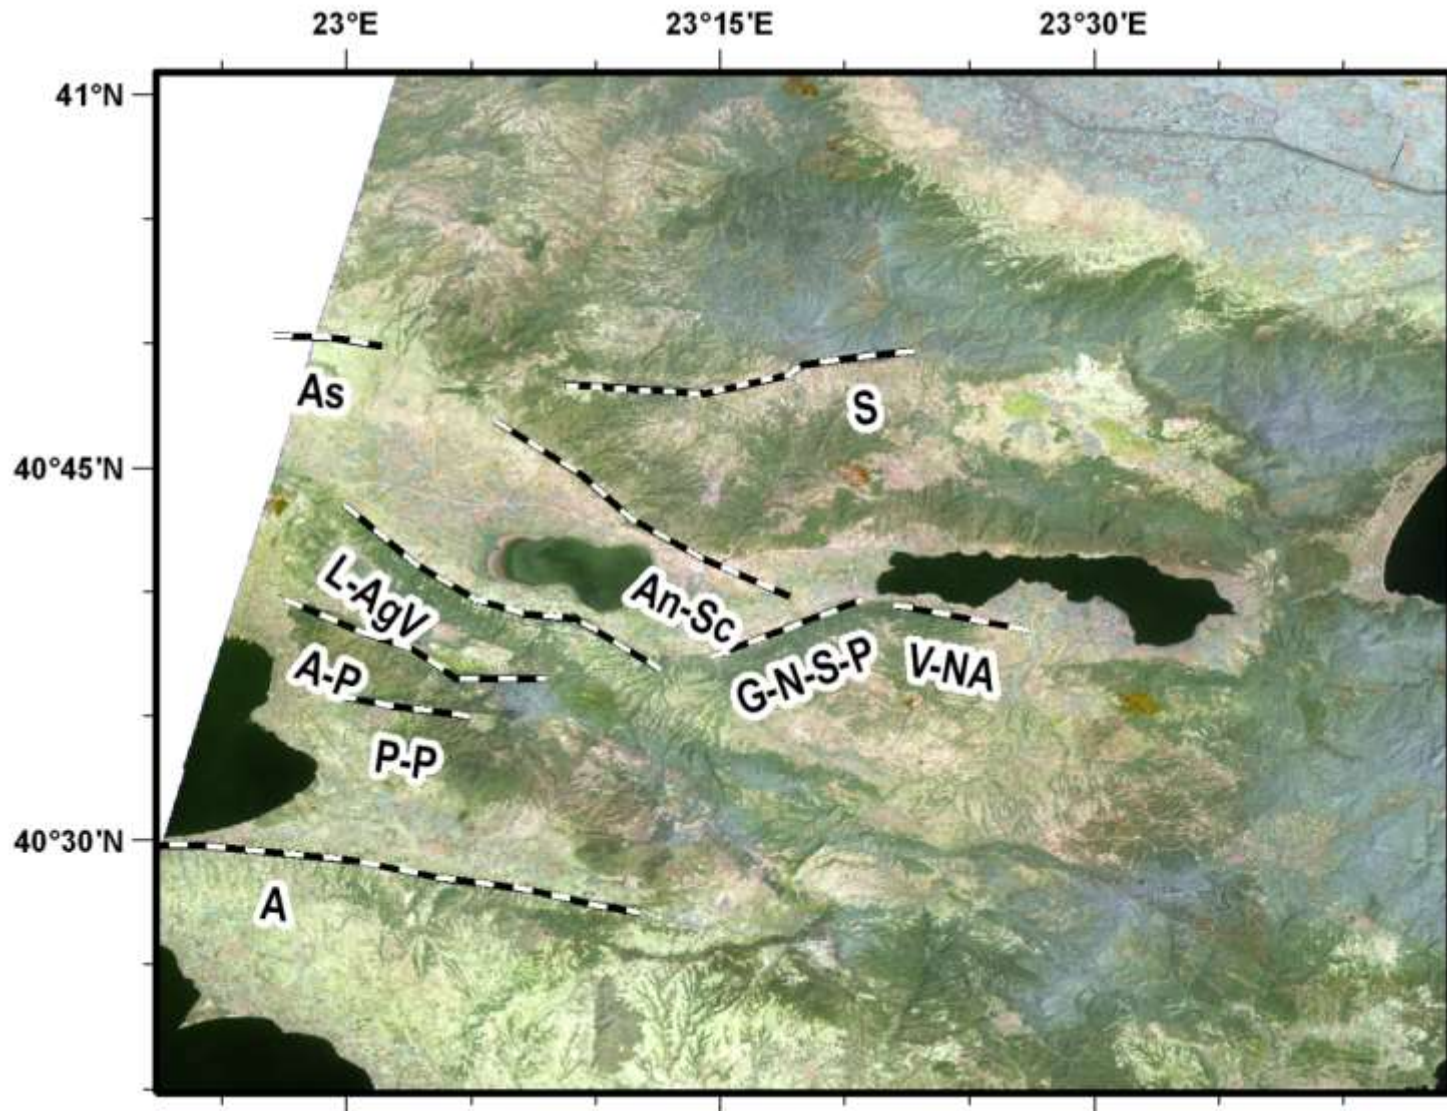 23°E 23°15'E 23°30'E
41°N
As
S
40°45'N
L-AgV
An-Sc
A-P
G-N-S-P
V-NA
P-P
40°30'N
A